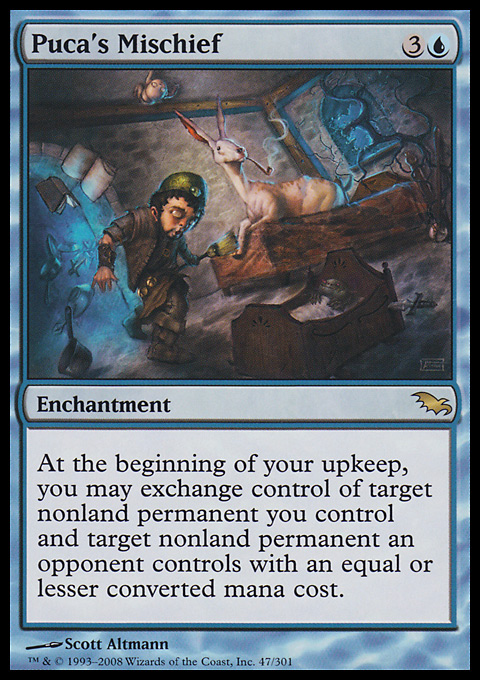 Puca's Mischief 3
Enchantment
At the beginning of your upkeep,
you may exchange control of target
nonland permanent you control
and target nonland permanent an
opponent controls with an equal or
lesser converted mana cost.
Scott Altmann
™ & © 1993–2008 Wizards of the Coast, Inc. 47/301